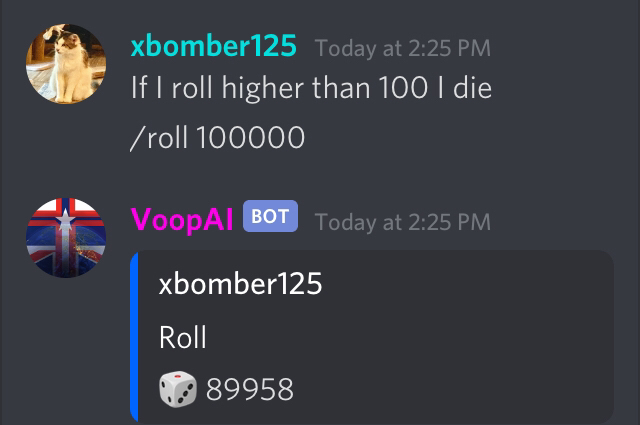 xbomber125 Today at 2:25 PM
If I roll higher than 100 I die
/roll 100000
VoopAI BOT Today at 2:25 PM
xbomber125
Roll
89958